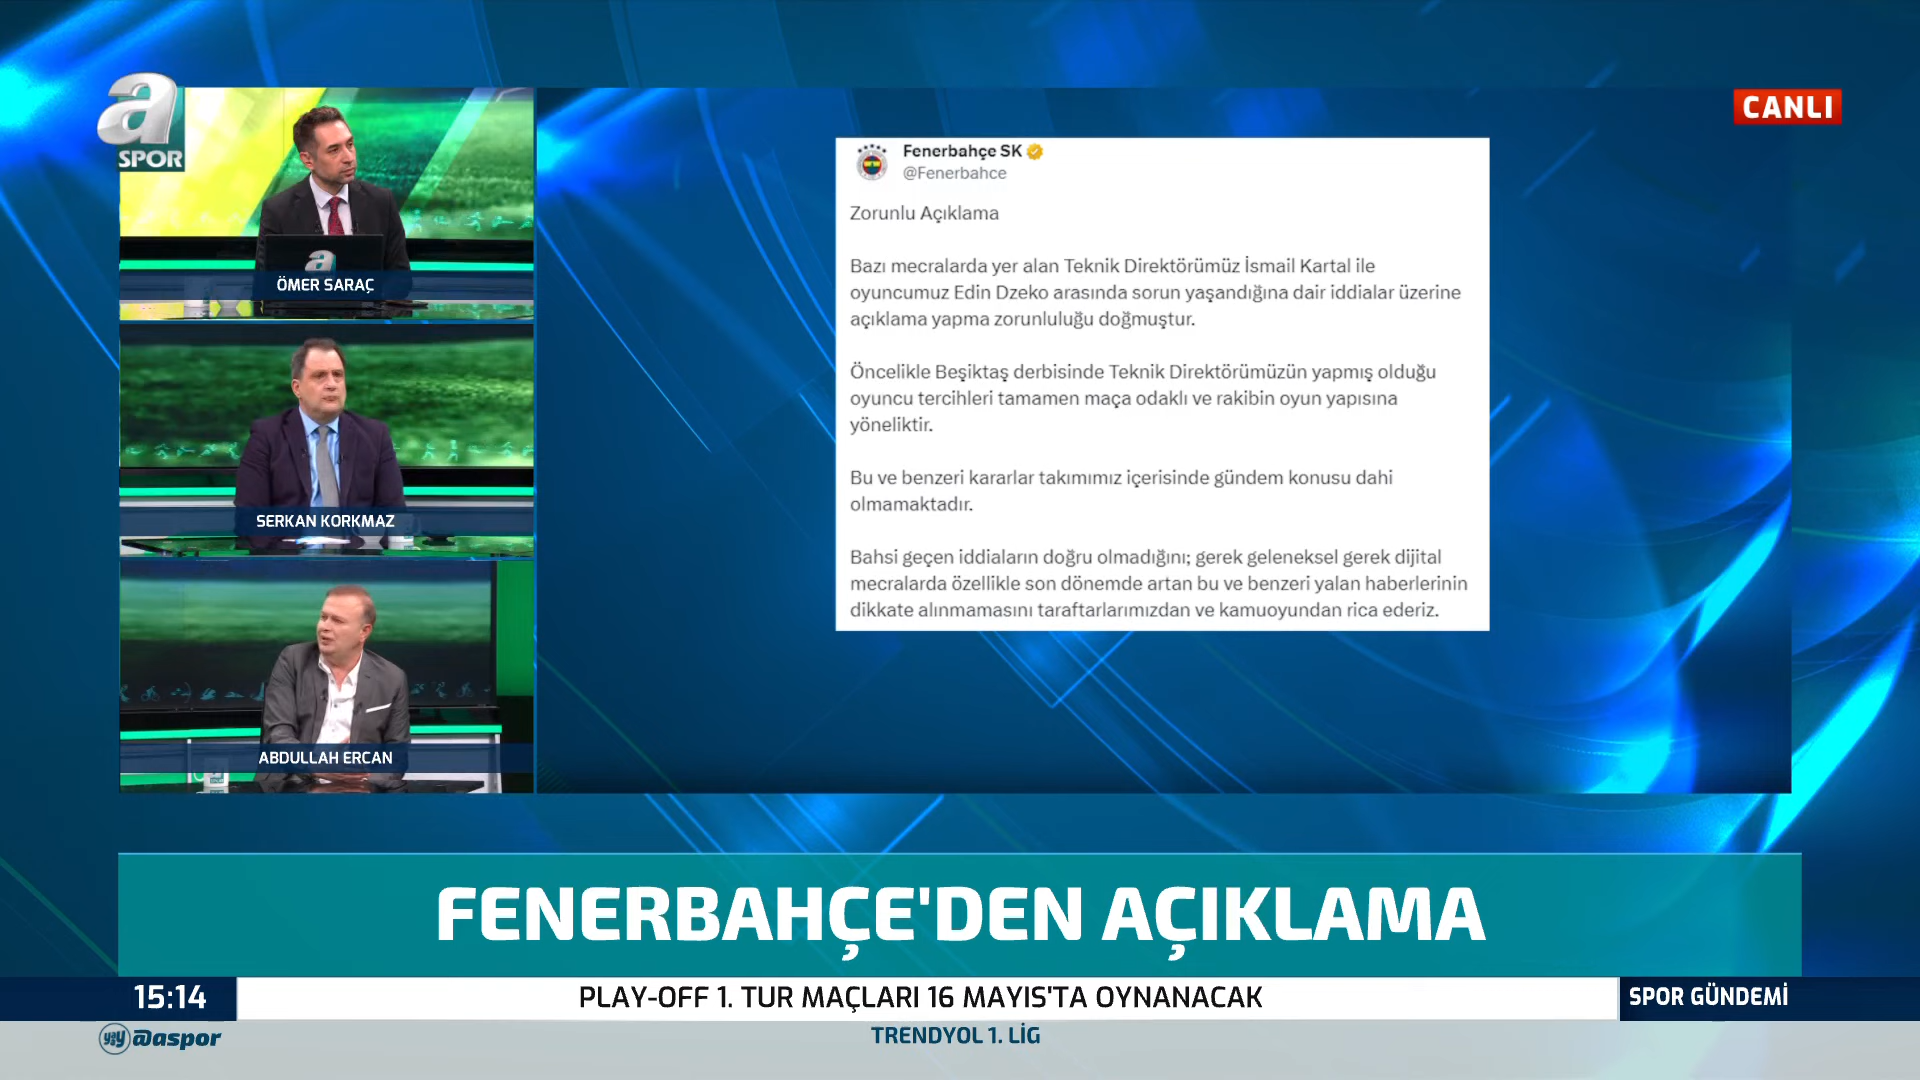 a
SPOR
CANLI
ÖMER SARAÇ
SERKAN KORKMAZ
ABDULLAH ERCAN
Fenerbahçe SK
@Fenerbahce
Zorunlu Açıklama
Bazı mecralarda yer alan Teknik Direktörümüz İsmail Kartal ile
oyuncumuz Edin Dzeko arasında sorun yaşandığına dair iddialar üzerine
açıklama yapma zorunluluğu doğmuştur.
Öncelikle Beşiktaş derbisinde Teknik Direktörümüzün yapmış olduğu
oyuncu tercihleri tamamen maça odaklı ve rakibin oyun yapısına
yöneliktir.
Bu ve benzeri kararlar takımımız içerisinde gündem konusu dahi
olmamaktadır.
Bahsi geçen iddiaların doğru olmadığını; gerek geleneksel gerek dijital
mecralarda özellikle son dönemde artan bu ve benzeri yalan haberlerinin
dikkate alınmamasını taraftarlarımızdan ve kamuoyundan rica ederiz.
FENERBAHÇE'DEN AÇIKLAMA
15:14
PLAY-OFF 1. TUR MAÇLARI 16 MAYIS'TA OYNANACAK
SPOR GÜNDEMİ
@aspor
TRENDYOL 1. LİG